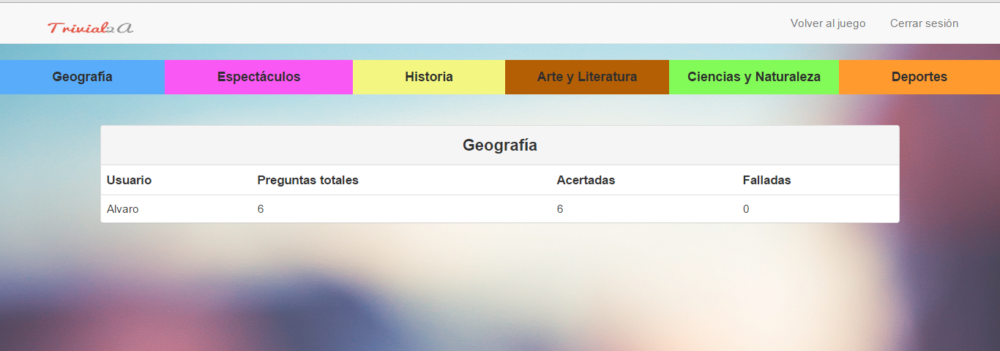 Trivial2A Volver al juego Cerrar sesión
Geografía Espectáculos Historia Arte y Literatura Ciencias y Naturaleza Deportes
Geografía
Usuario Preguntas totales Acertadas Falladas
Alvaro 6 6 0